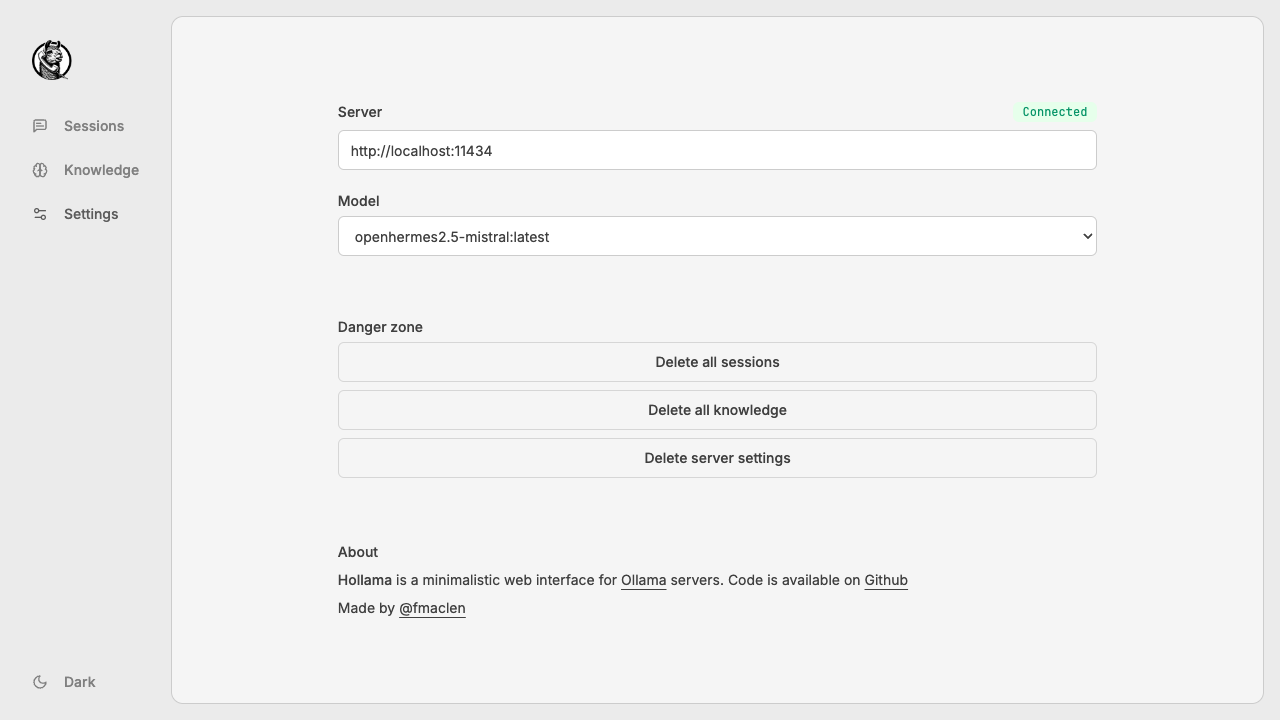 Sessions
Knowledge
Settings
Dark
Server
Connected
http://localhost:11434
Model
openhermes2.5-mistral:latest
Danger zone
Delete all sessions
Delete all knowledge
Delete server settings
About
Hollama is a minimalistic web interface for Ollama servers. Code is available on Github
Made by @fmaclen